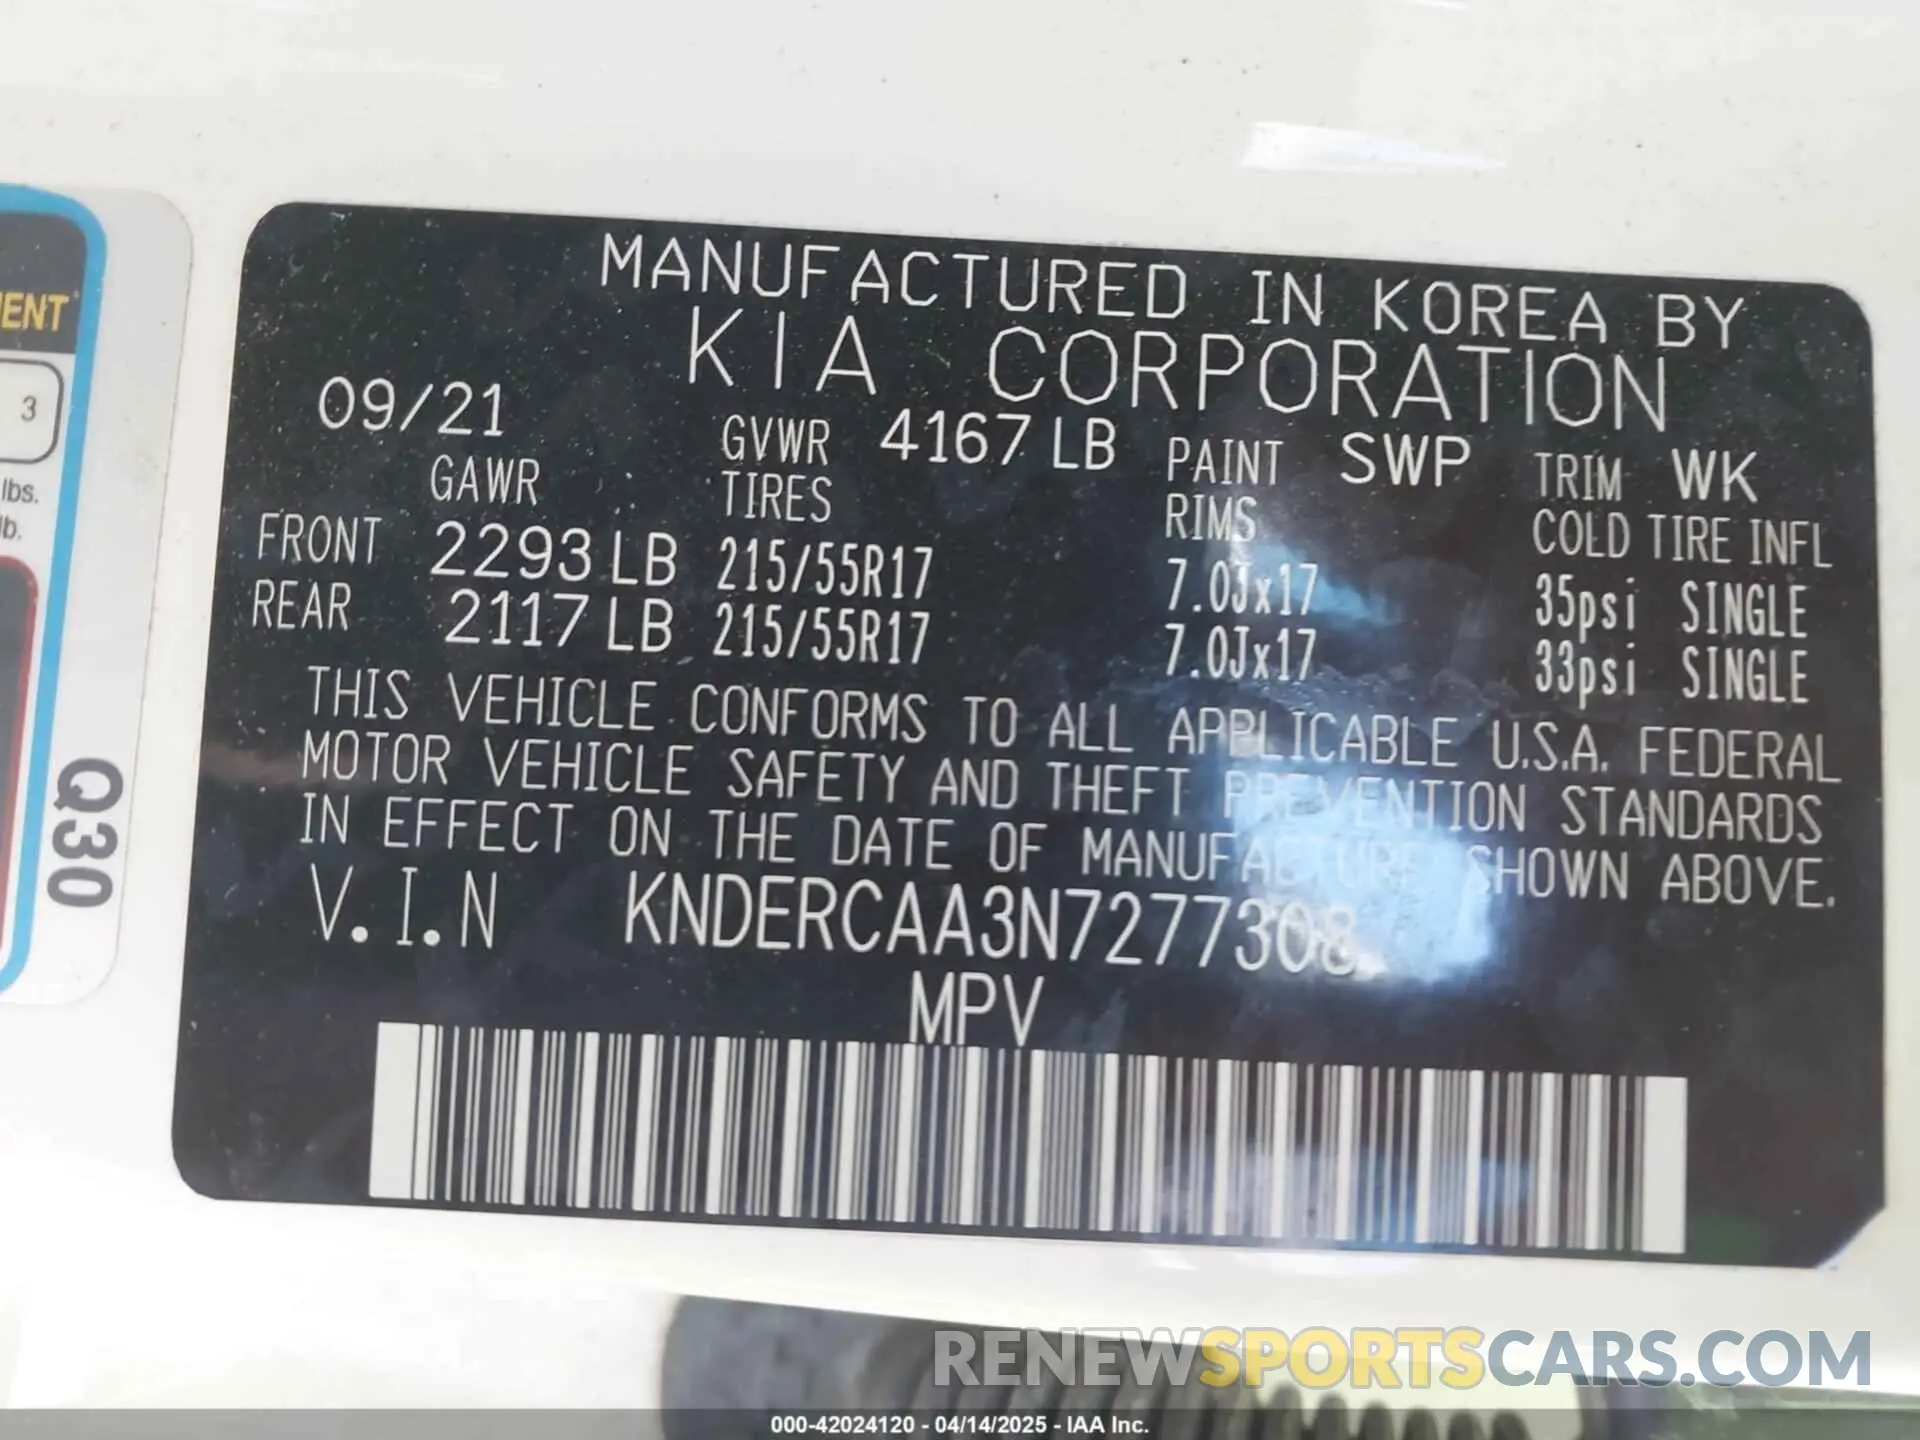 MANUFACTURED IN KOREA BY
KIA CORPORATION
09/21 GVWR 4167 LB PAINT SWP TRIM WK
GAWR TIRES RIMS COLD TIRE INFL
FRONT 2293 LB 215/55R17 7.0Jx17 35psi SINGLE
REAR 2117 LB 215/55R17 7.0Jx17 33psi SINGLE
THIS VEHICLE CONFORMS TO ALL APPLICABLE U.S.A. FEDERAL
MOTOR VEHICLE SAFETY AND THEFT PREVENTION STANDARDS
IN EFFECT ON THE DATE OF MANUFACTURE SHOWN ABOVE.
V.I.N KNDERCAA3N7277308
MPV
3
lbs.
lb.
Q30
RENEWSPORTSCARS.COM
000-42024120 - 04/14/2025 - IAA Inc.